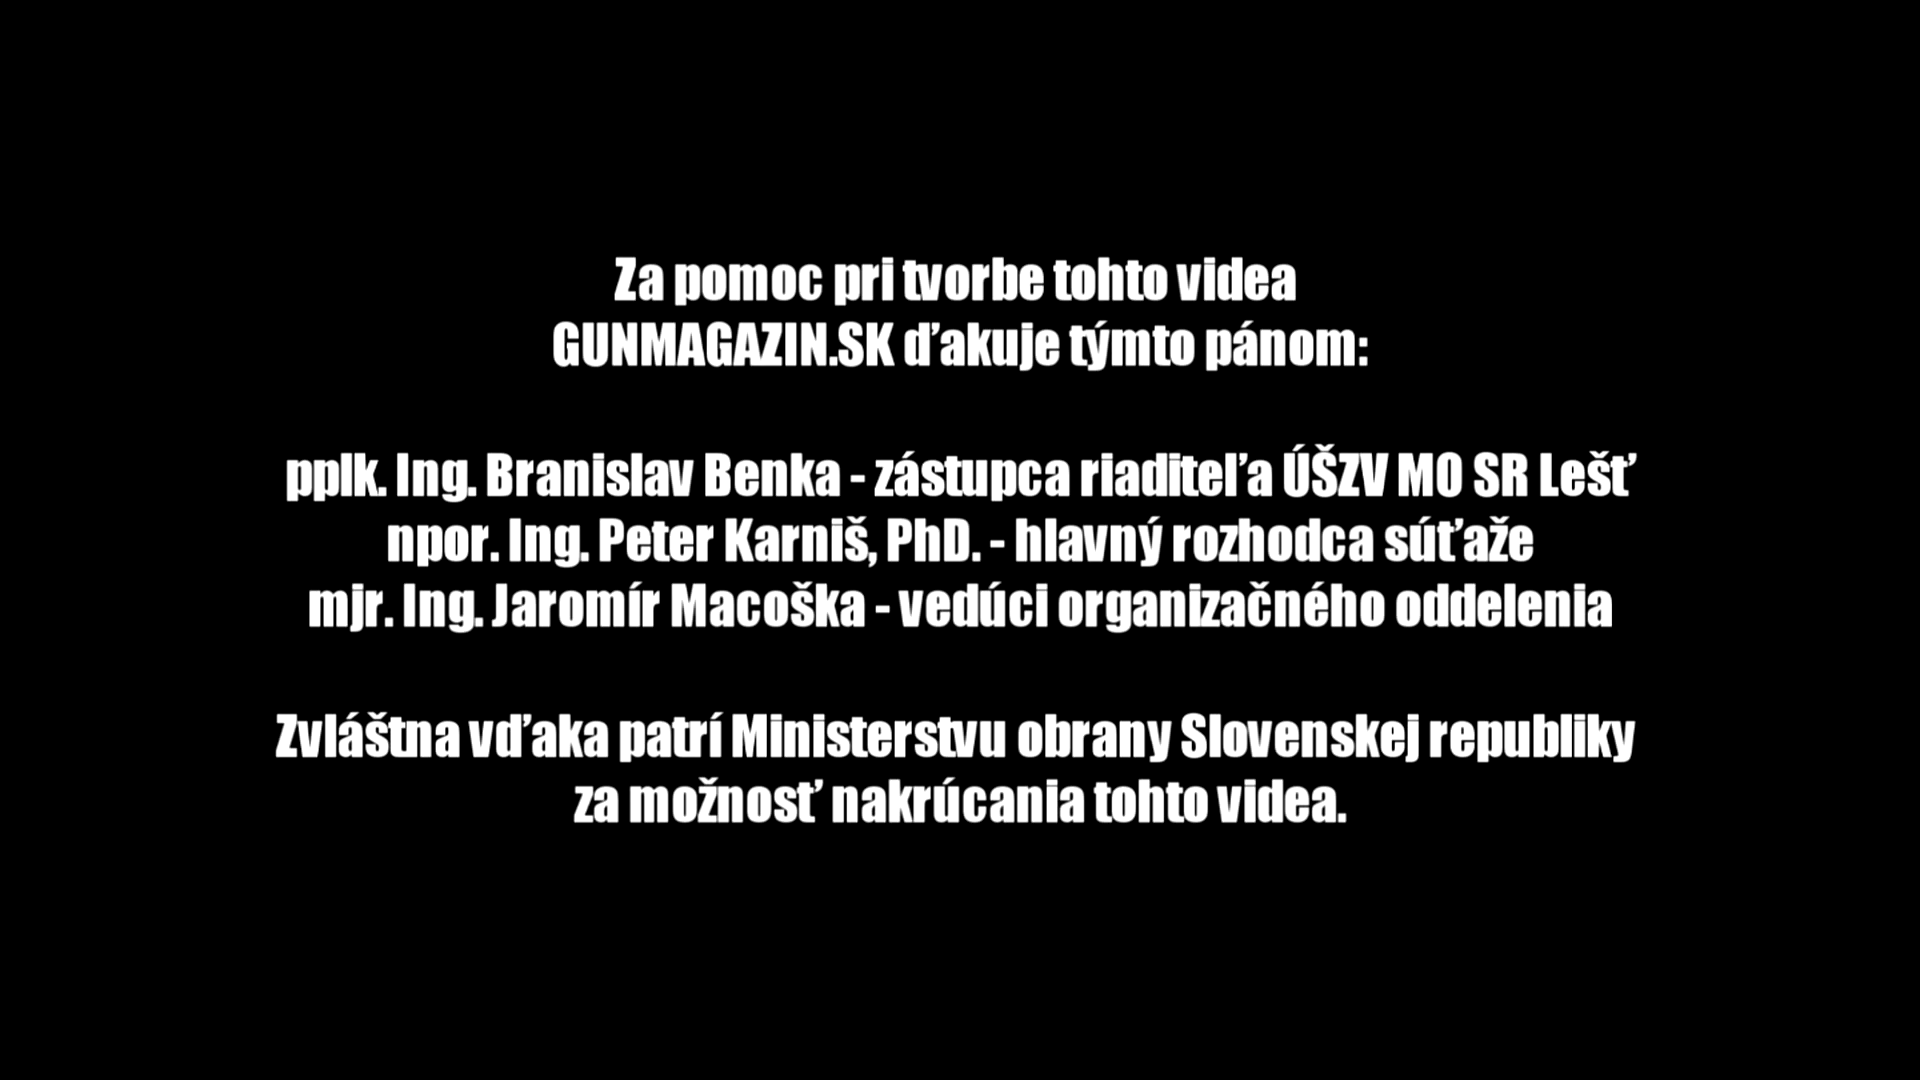 Za pomoc pri tvorbe tohto videa
GUNMAGAZIN.SK ďakuje týmto pánom:
pplk. Ing. Branislav Benka - zástupca riaditeľa ÚŠZV MO SR Lešť
npor. Ing. Peter Karniš, PhD. - hlavný rozhodca súťaže
mjr. Ing. Jaromír Macoška - vedúci organizačného oddelenia
Zvláštna vďaka patrí Ministerstvu obrany Slovenskej republiky
za možnosť nakrúcania tohto videa.